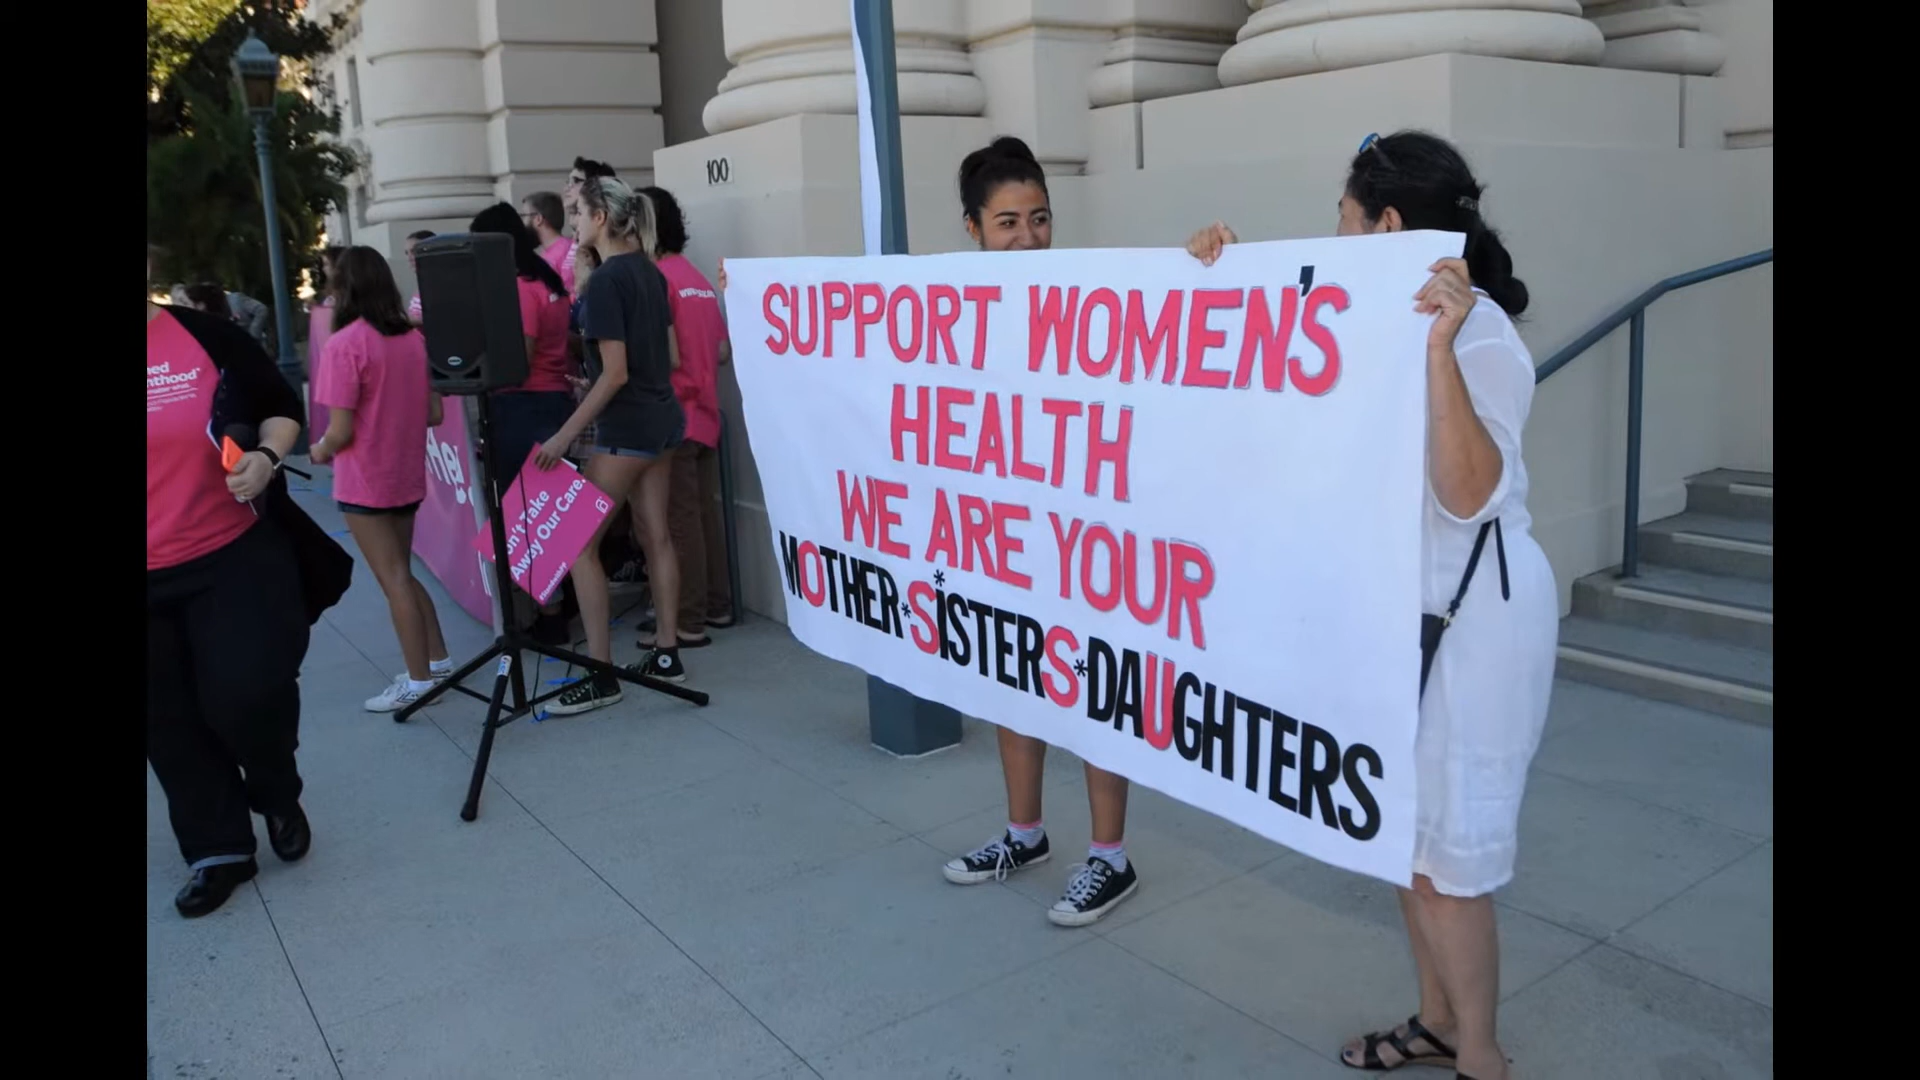 100
SUPPORT WOMEN'S
HEALTH
WE ARE YOUR
MOTHER*SISTERS*DAUGHTERS
Don't Take
Away Our Care.